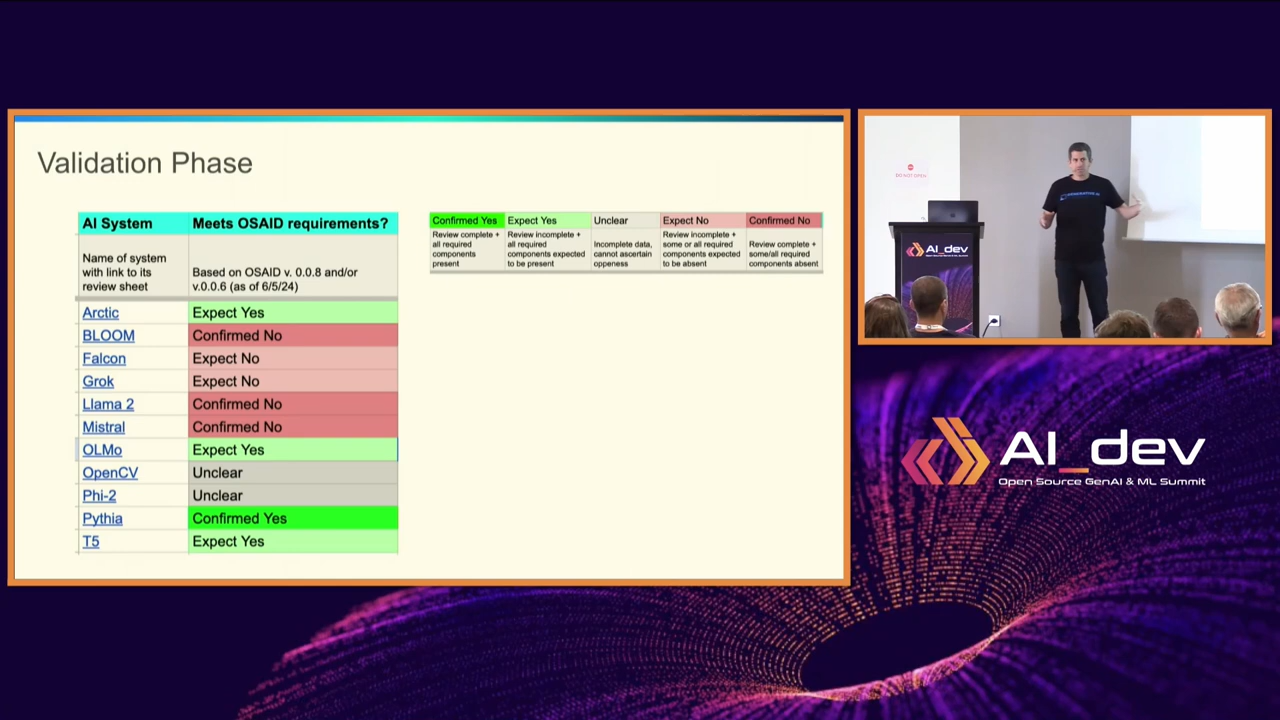 Validation Phase
AI System Meets OSAID requirements?
Name of system
with link to its
review sheet
Based on OSAID v. 0.0.8 and/or
v.0.0.6 (as of 6/5/24)
Arctic Expect Yes
BLOOM Confirmed No
Falcon Expect No
Grok Expect No
Llama 2 Confirmed No
Mistral Confirmed No
OLMo Expect Yes
OpenCV Unclear
Phi-2 Unclear
Pythia Confirmed Yes
T5 Expect Yes
Confirmed Yes Expect Yes Unclear Expect No Confirmed No
Review complete +
all required
components
present
Review incomplete +
all required
components expected
to be present
Incomplete data,
cannot ascertain
oppeness
Review incomplete +
some or all required
components expected
to be absent
Review complete +
some/all required
components absent
DO NOT OPEN
AI_dev
AI_dev
Open Source GenAI & ML Summit